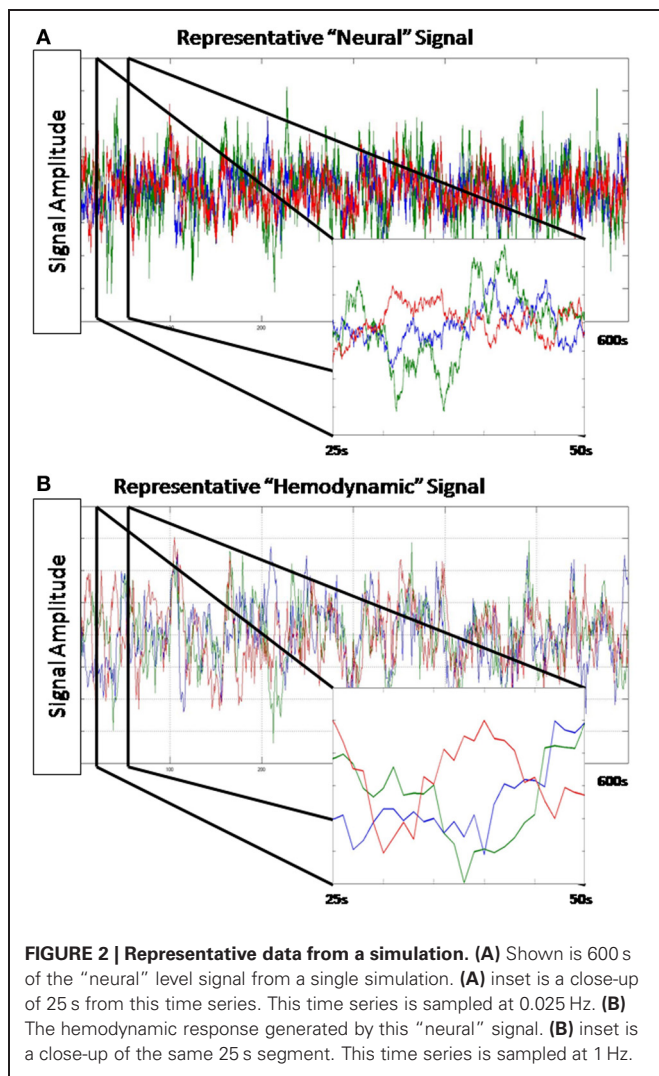 A
Representative “Neural” Signal
Signal Amplitude
100
200
600s
25s
50s
B
Representative “Hemodynamic” Signal
Signal Amplitude
100
200
600s
25s
50s
FIGURE 2 | Representative data from a simulation. (A) Shown is 600 s
of the “neural” level signal from a single simulation. (A) inset is a close-up
of 25 s from this time series. This time series is sampled at 0.025 Hz. (B)
The hemodynamic response generated by this “neural” signal. (B) inset is
a close-up of the same 25 s segment. This time series is sampled at 1 Hz.